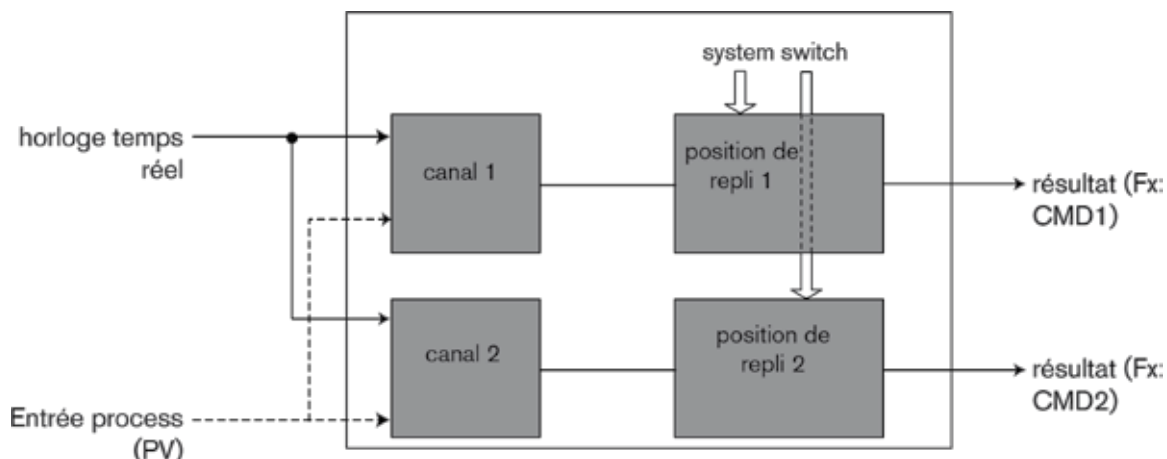 system switch
horloge temps
réel
canal 1
position de
repli 1
résultat (Fx:
CMD1)
canal 2
position de
repli 2
résultat (Fx:
CMD2)
Entrée process
(PV)